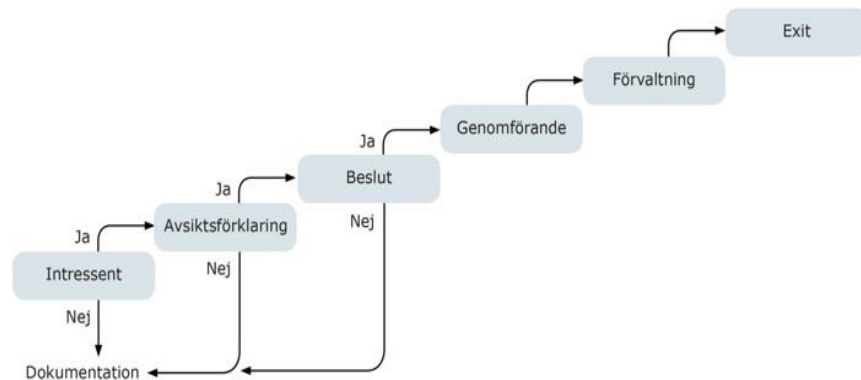 Exit
Förvaltning
Genomförande
Ja
Beslut
Ja
Nej
Avsiktsförklaring
Ja
Nej
Intressent
Nej
Dokumentation